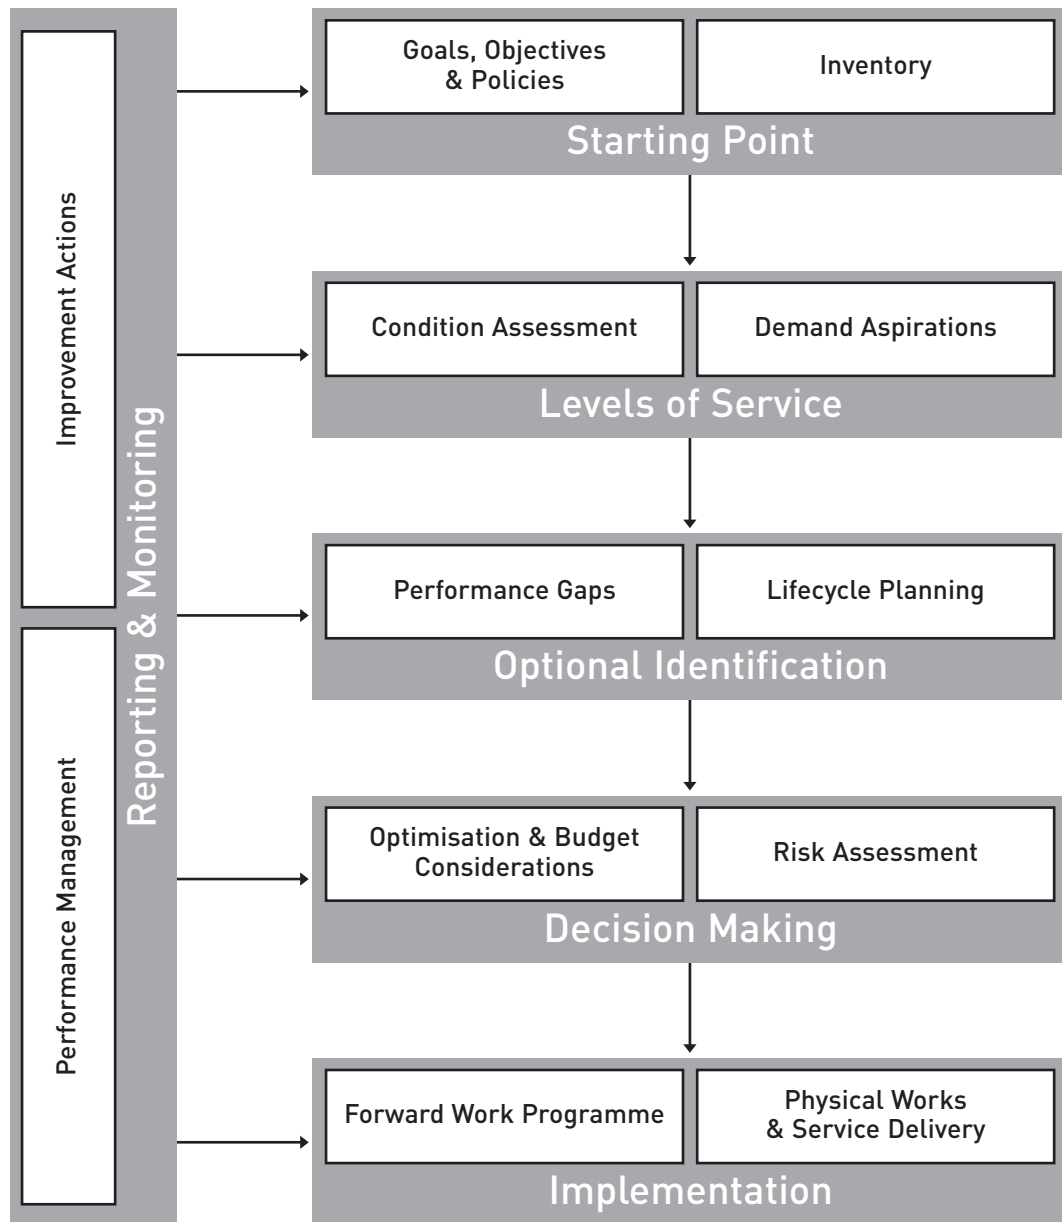 Improvement Actions
Performance Management
Reporting & Monitoring
Goals, Objectives
& Policies
Inventory
Starting Point
Condition Assessment
Demand Aspirations
Levels of Service
Performance Gaps
Lifecycle Planning
Optional Identification
Optimisation & Budget
Considerations
Risk Assessment
Decision Making
Forward Work Programme
Physical Works
& Service Delivery
Implementation